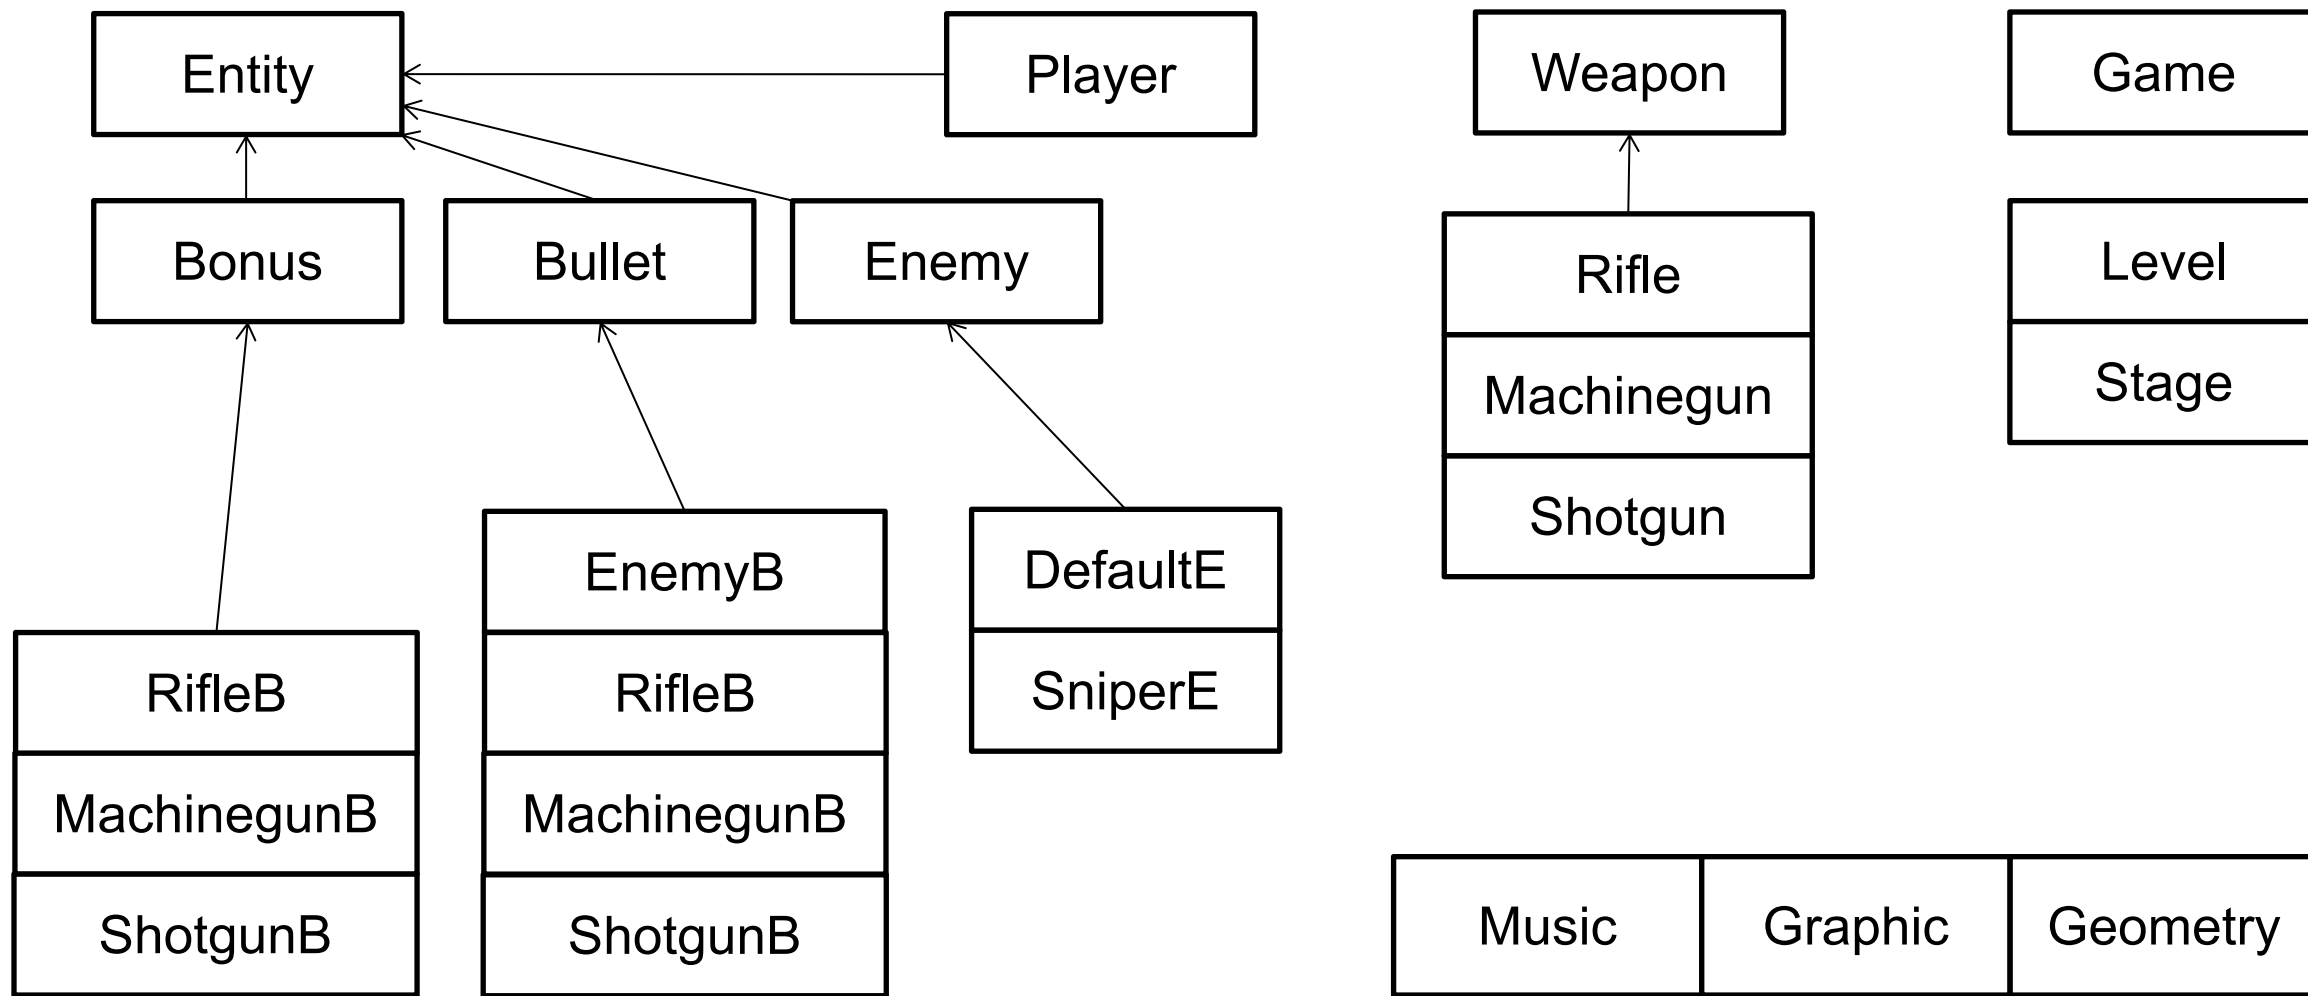 Entity
Player
Weapon
Game
Bonus
Bullet
Enemy
Rifle
Machinegun
Shotgun
Level
Stage
EnemyB
RifleB
MachinegunB
ShotgunB
DefaultE
SniperE
RifleB
MachinegunB
ShotgunB
Music
Graphic
Geometry